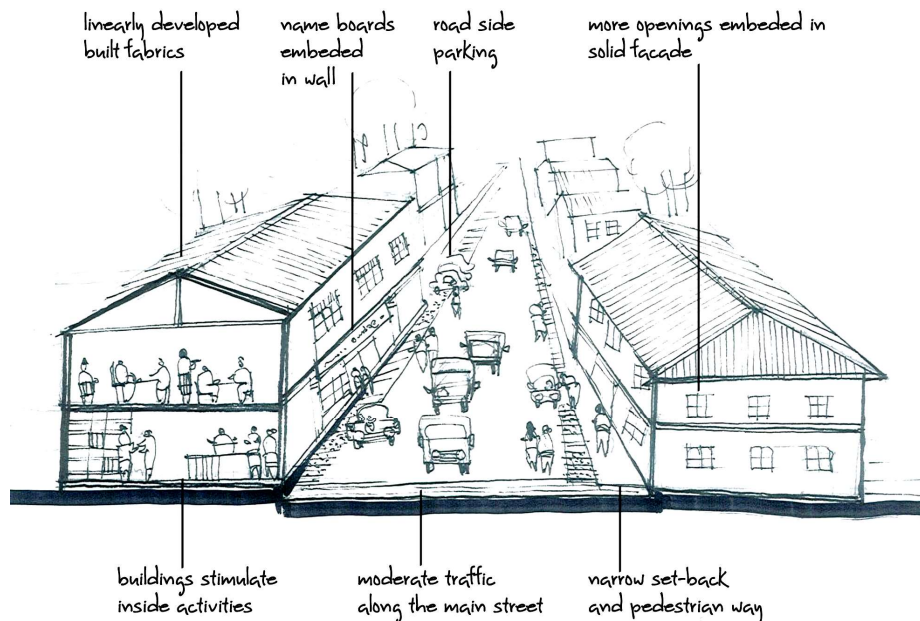 linearly developed
built fabrics
name boards
embeded
in wall
road side
parking
more openings embeded in
solid facade
buildings stimulate
inside activities
moderate traffic
along the main street
narrow set-back
and pedestrian way